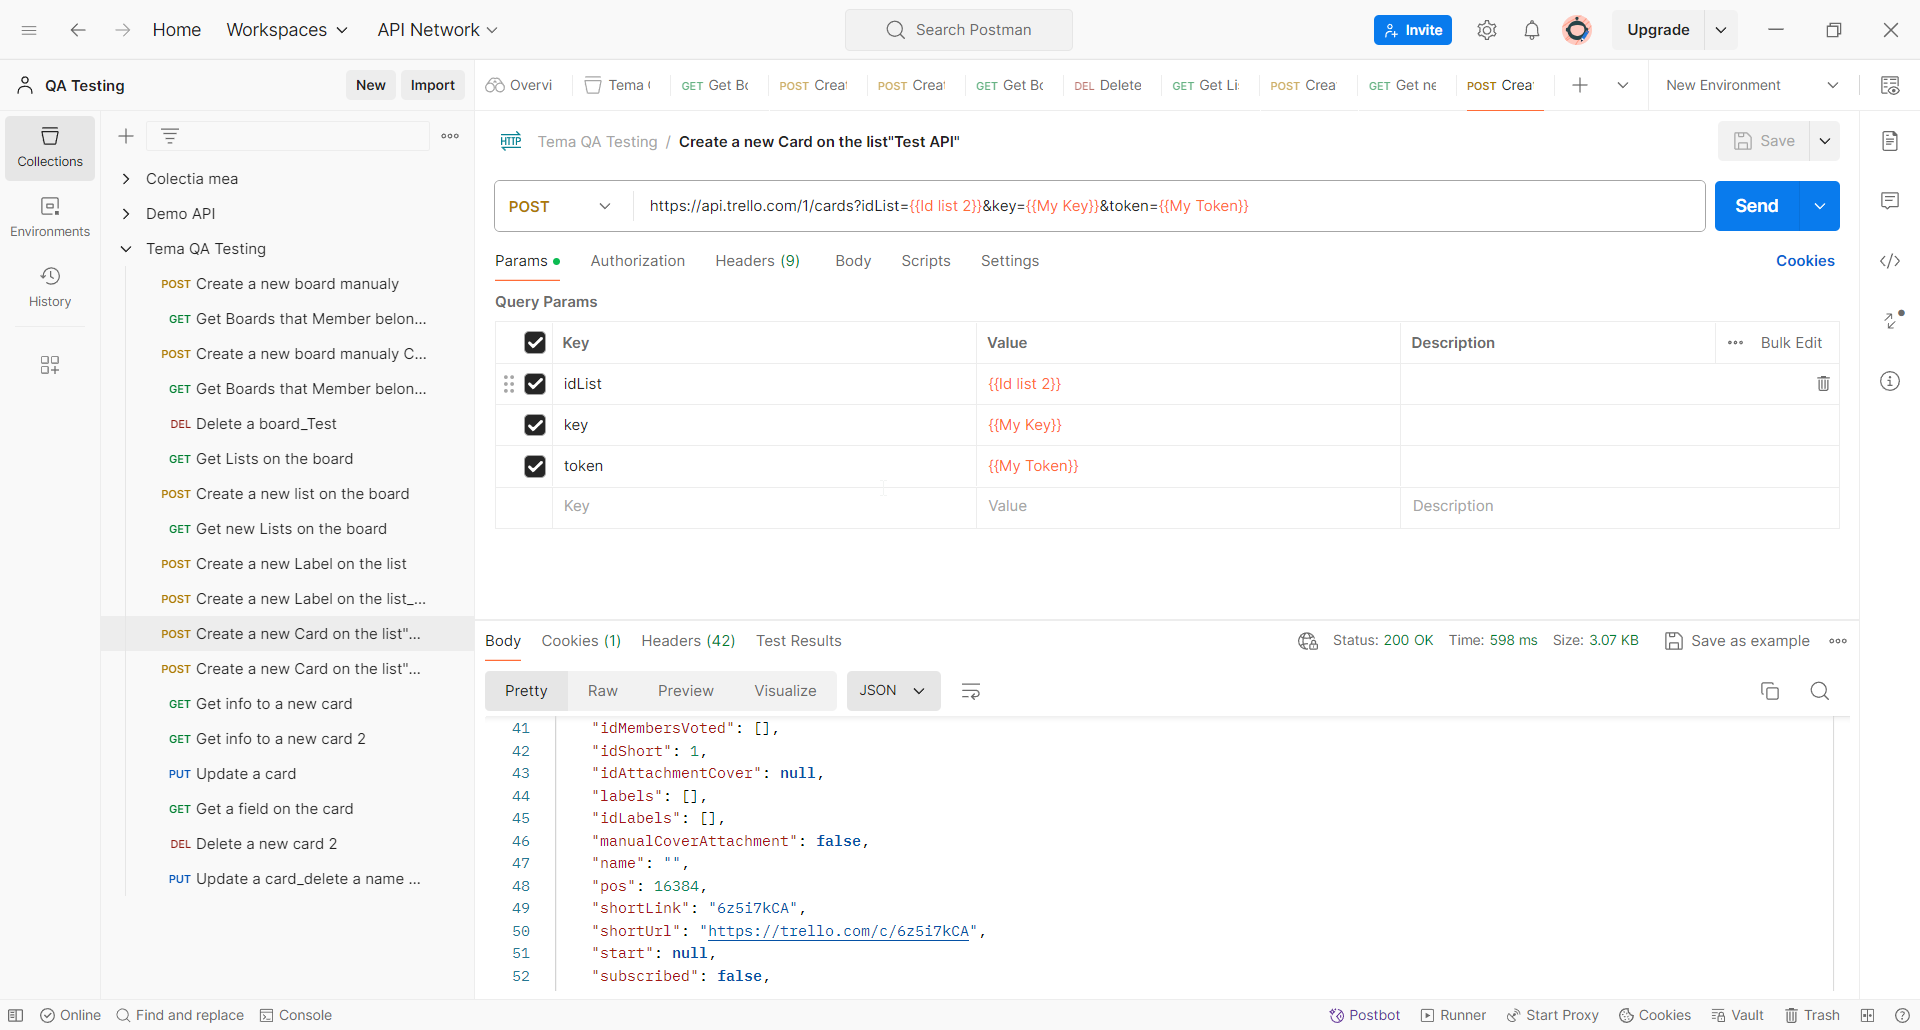 Home Workspaces API Network Search Postman Invite Upgrade
QA Testing New Import Overvi Tema GET Get Bo POST Creat POST Creat GET Get Bo DEL Delete GET Get Li POST Crea GET Get ne POST Crea New Environment
Collections
Environments
History
Colectia mea
Demo API
Tema QA Testing
POST Create a new board manualy
GET Get Boards that Member belon...
POST Create a new board manualy C...
GET Get Boards that Member belon...
DEL Delete a board_Test
GET Get Lists on the board
POST Create a new list on the board
GET Get new Lists on the board
POST Create a new Label on the list
POST Create a new Label on the list_...
POST Create a new Card on the list"...
POST Create a new Card on the list"...
GET Get info to a new card
GET Get info to a new card 2
PUT Update a card
GET Get a field on the card
DEL Delete a new card 2
PUT Update a card_delete a name ...
HTTP Tema QA Testing / Create a new Card on the list"Test API" Save
POST https://api.trello.com/1/cards?idList={{Id list 2}}&key={{My Key}}&token={{My Token}} Send
Params Authorization Headers (9) Body Scripts Settings Cookies
Query Params
Key Value Description Bulk Edit
idList {{Id list 2}}
key {{My Key}}
token {{My Token}}
Key Value Description
Body Cookies (1) Headers (42) Test Results Status: 200 OK Time: 598 ms Size: 3.07 KB Save as example
Pretty Raw Preview Visualize JSON
41 "idMembersVoted": [],
42 "idShort": 1,
43 "idAttachmentCover": null,
44 "labels": [],
45 "idLabels": [],
46 "manualCoverAttachment": false,
47 "name": "",
48 "pos": 16384,
49 "shortLink": "6z5i7kCA",
50 "shortUrl": "https://trello.com/c/6z5i7kCA",
51 "start": null,
52 "subscribed": false,
Online Find and replace Console Postbot Runner Start Proxy Cookies Vault Trash